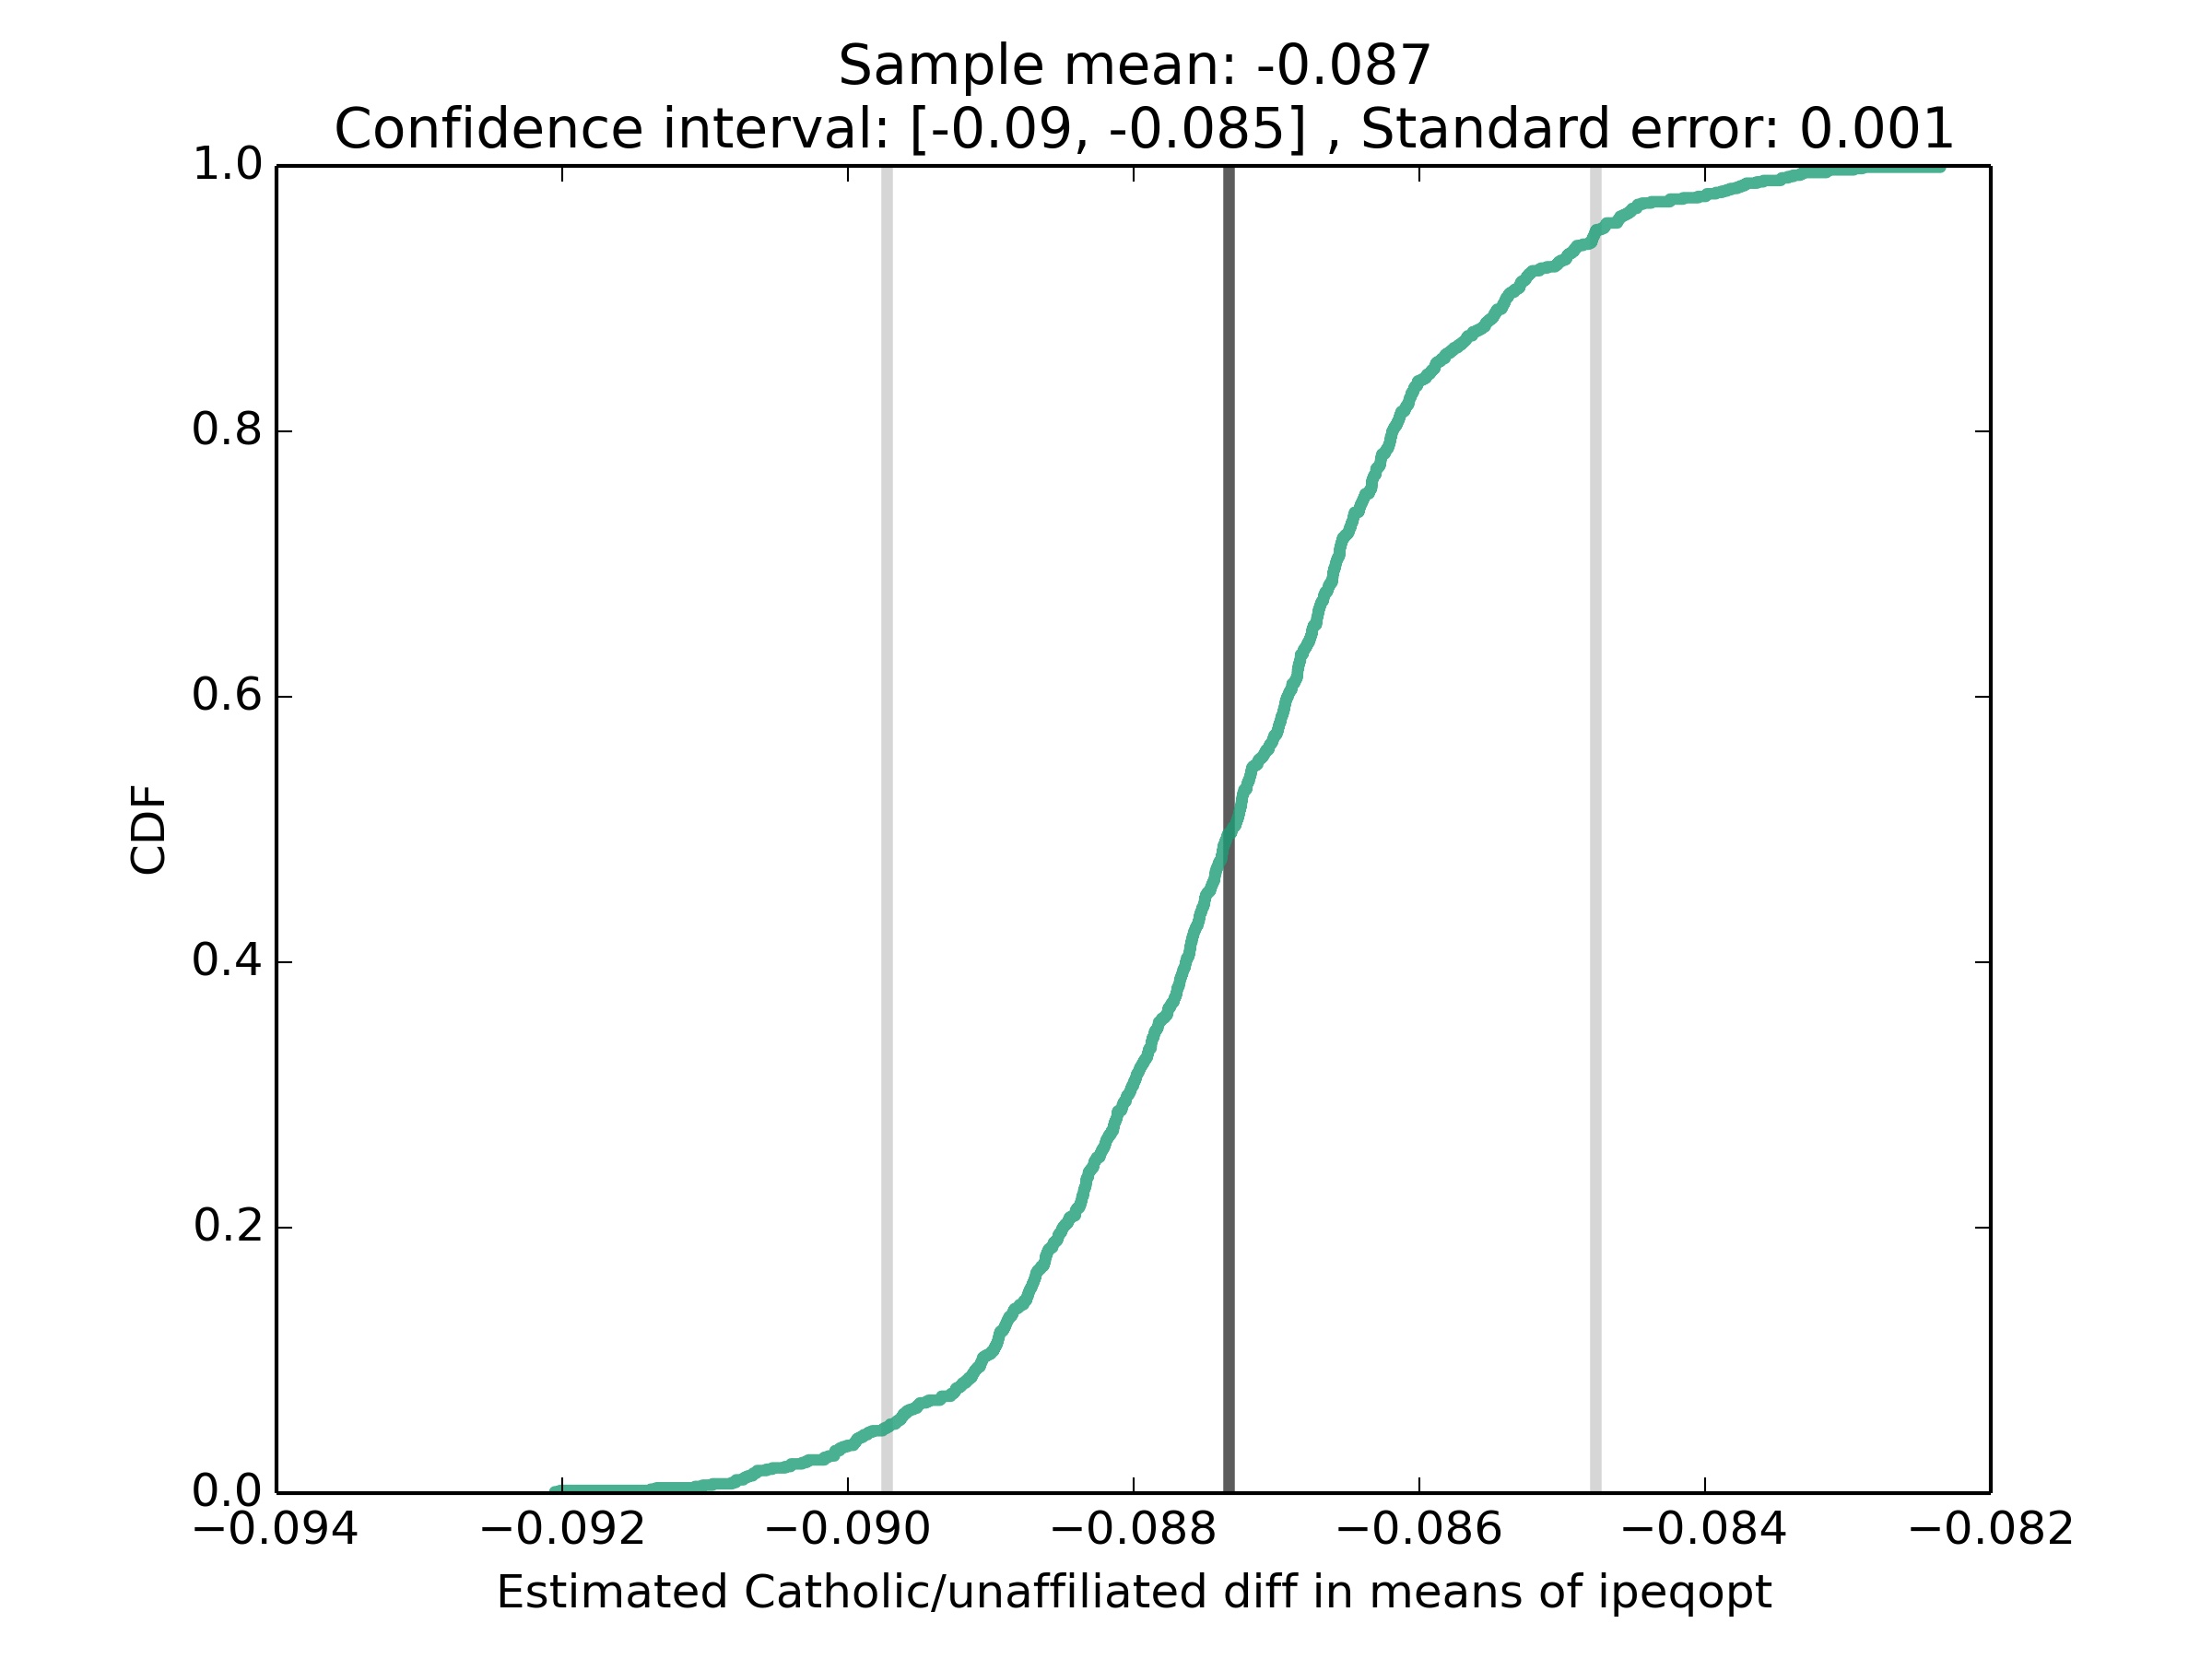 Sample mean: -0.087
Confidence interval: [-0.09, -0.085] , Standard error: 0.001
1.0
0.8
0.6
0.4
0.2
0.0
CDF
−0.094 −0.092 −0.090 −0.088 −0.086 −0.084 −0.082
Estimated Catholic/unaffiliated diff in means of ipeqopt